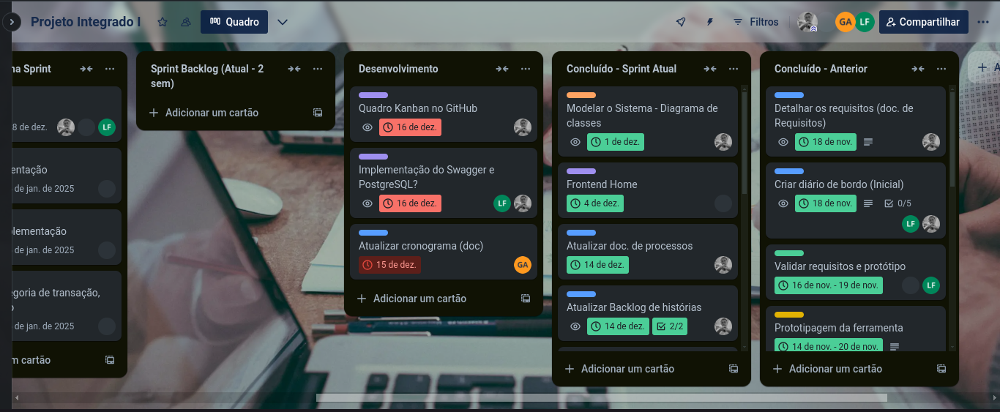 Projeto Integrado I
Quadro
Filtros
GA
LF
Compartilhar
na Sprint
8 de dez.
LF
entação
de jan. de 2025
plementação
de jan. de 2025
egoria de transação,
de jan. de 2025
m cartão
Sprint Backlog (Atual - 2
sem)
Adicionar um cartão
Desenvolvimento
Quadro Kanban no GitHub
16 de dez.
Implementação do Swagger e
PostgreSQL?
16 de dez.
LF
Atualizar cronograma (doc)
15 de dez.
GA
Adicionar um cartão
Concluído - Sprint Atual
Modelar o Sistema - Diagrama de
classes
1 de dez.
Frontend Home
4 de dez.
Atualizar doc. de processos
14 de dez.
Atualizar Backlog de histórias
14 de dez.
2/2
Adicionar um cartão
Concluído - Anterior
Detalhar os requisitos (doc. de
Requisitos)
18 de nov.
Criar diário de bordo (Inicial)
18 de nov.
0/5
LF
Validar requisitos e protótipo
16 de nov. - 19 de nov.
LF
Prototipagem da ferramenta
14 de nov. - 20 de nov.
Adicionar um cartão